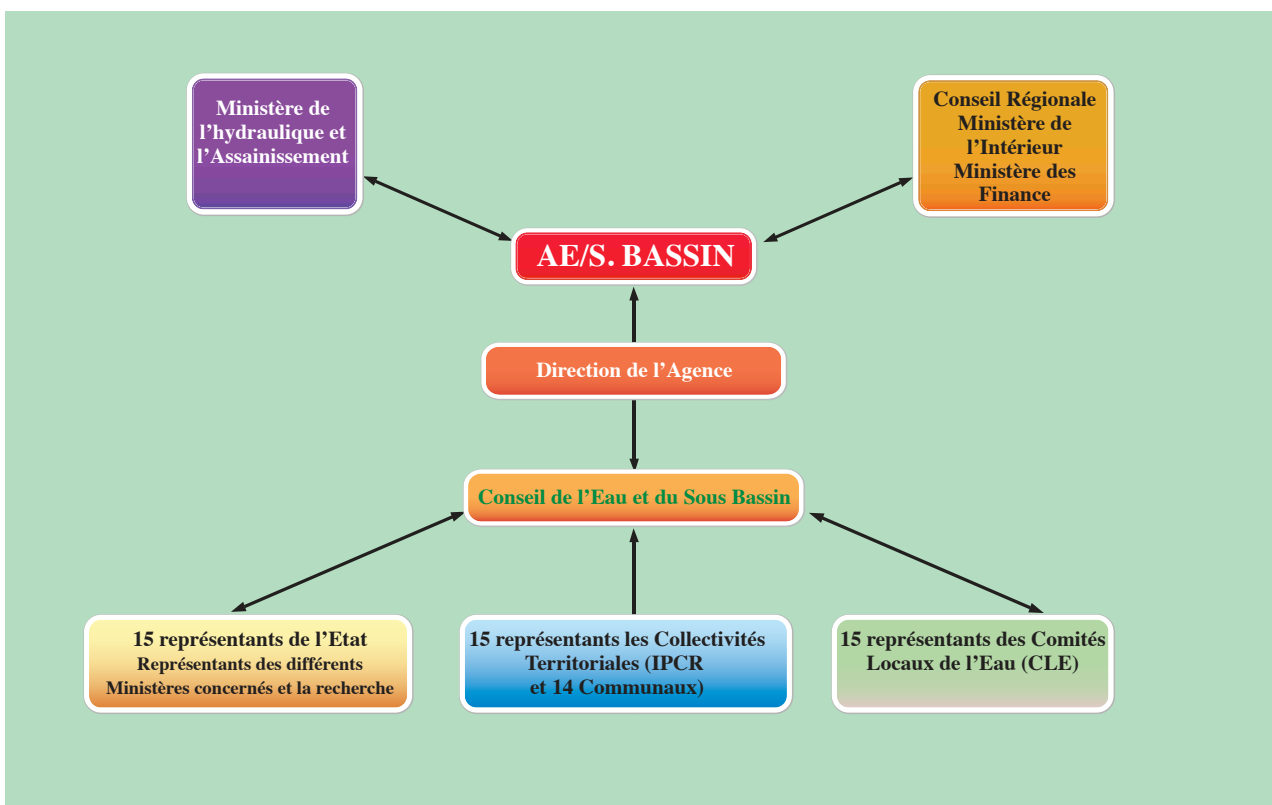 Ministère de
l’hydraulique et
l’Assainissement
Conseil Régionale
Ministère de
l’Intérieur
Ministère des
Finance
AE/S. BASSIN
Direction de l’Agence
Conseil de l’Eau et du Sous Bassin
15 représentants de l’Etat
Représentants des différents
Ministères concernés et la recherche
15 représentants les Collectivités
Territoriales (IPCR
et 14 Communaux)
15 représentants des Comités
Locaux de l’Eau (CLE)